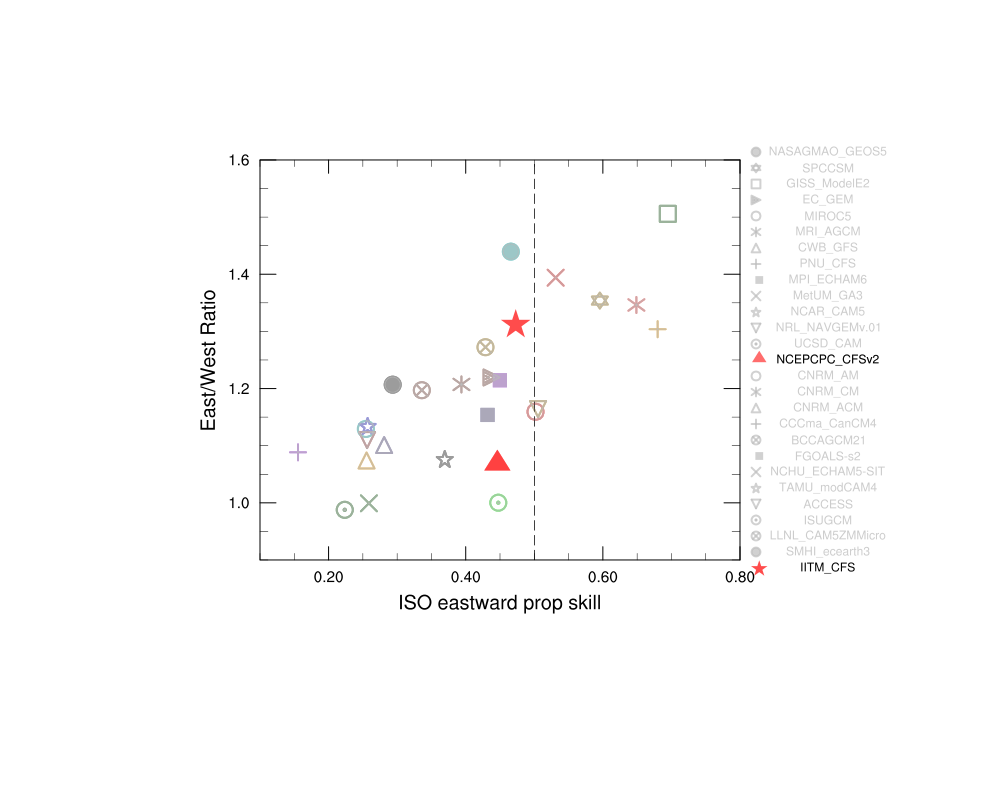 1.6
1.4
1.2
1.0
East/West Ratio
0.20
0.40
0.60
0.80
ISO eastward prop skill
NASAGMAO_GEOS5
SPCCSM
GISS_ModelE2
EC_GEM
MIROC5
MRI_AGCM
CWB_GFS
PNU_CFS
MPI_ECHAM6
MetUM_GA3
NCAR_CAM5
NRL_NAVGEMv.01
UCSD_CAM
NCEPCPC_CFSv2
CNRM_AM
CNRM_CM
CNRM_ACM
CCCma_CanCM4
BCCAGCM21
FGOALS-s2
NCHU_ECHAM5-SIT
TAMU_modCAM4
ACCESS
ISUGCM
LLNL_CAM5ZMMicro
SMHI_ecearth3
IITM_CFS